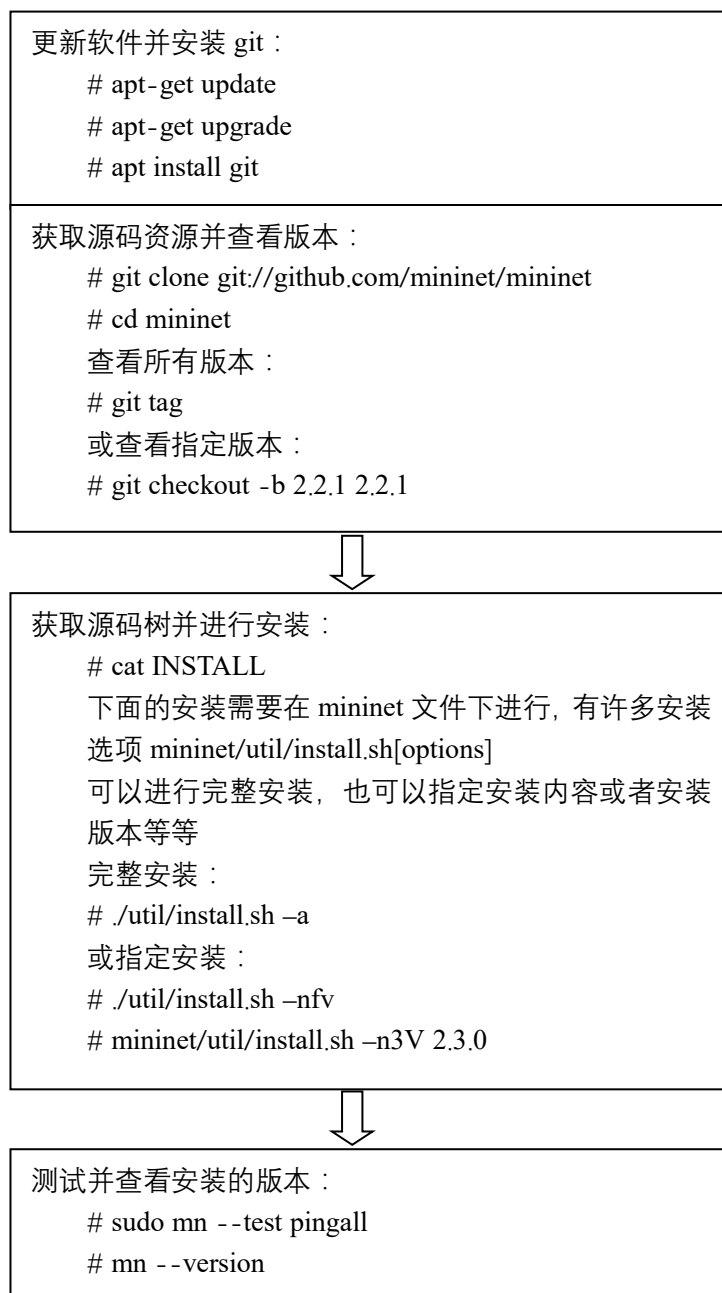 更新软件并安装 git：
# apt-get update
# apt-get upgrade
# apt install git
获取源码资源并查看版本：
# git clone git://github.com/mininet/mininet
# cd mininet
查看所有版本：
# git tag
或查看指定版本：
# git checkout -b 2.2.1 2.2.1
获取源码树并进行安装：
# cat INSTALL
下面的安装需要在 mininet 文件下进行, 有许多安装
选项 mininet/util/install.sh[options]
可以进行完整安装，也可以指定安装内容或者安装
版本等等
完整安装：
# ./util/install.sh –a
或指定安装：
# ./util/install.sh –nfv
# mininet/util/install.sh –n3V 2.3.0
测试并查看安装的版本：
# sudo mn --test pingall
# mn --version